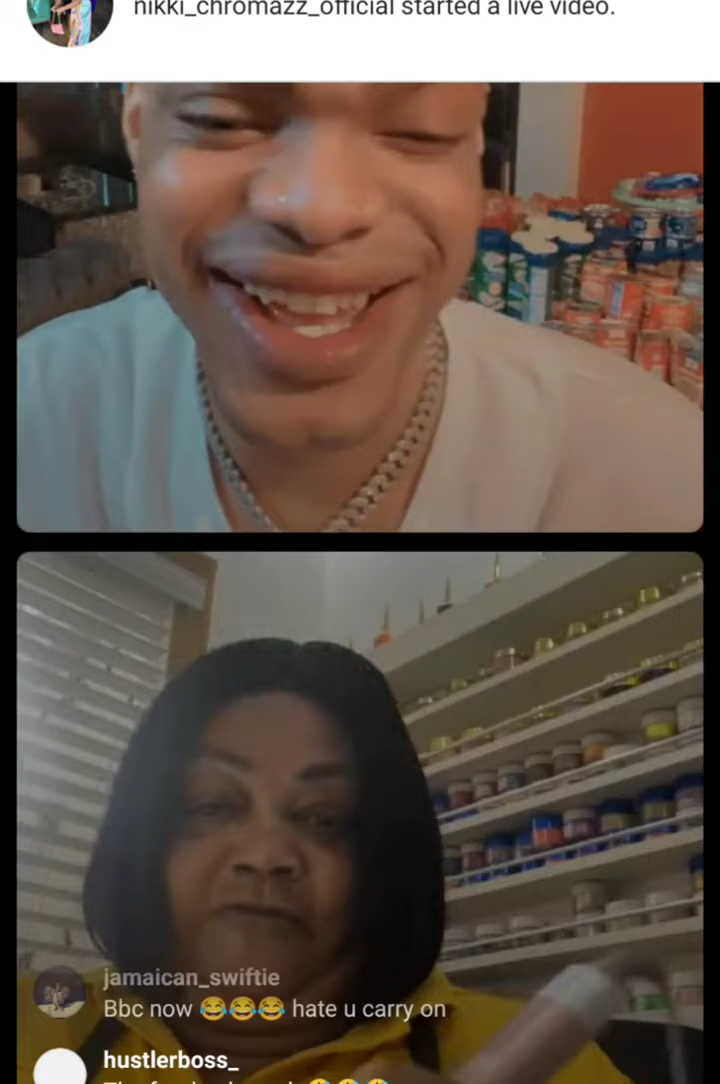 nikki_chromazz_official started a live video.
jamaican_swiftie
Bbc now 😂😂😂 hate u carry on
hustlerboss_